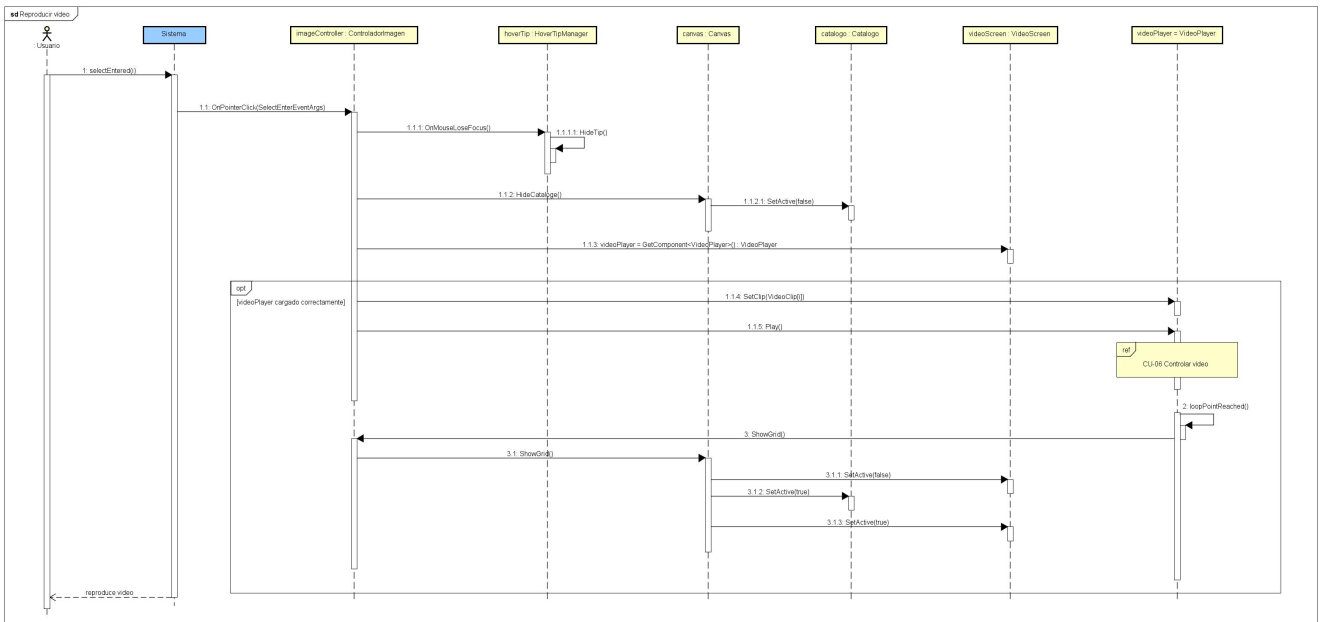 sd Reproducir video
: Usuario
Sistema
imageController : ControladorImagen
hoverTip : HoverTipManager
canvas : Canvas
catalogo : Catalogo
videoScreen : VideoScreen
videoPlayer = VideoPlayer
1: selectEntered()
1.1: OnPointerClick(SelectEnterEventArgs)
1.1.1: OnMouseLoseFocus()
1.1.1.1: HideTip()
1.1.2: HideCataloge()
1.1.2.1: SetActive(false)
1.1.3: videoPlayer = GetComponent<VideoPlayer>() : VideoPlayer
opt
[videoPlayer cargado correctamente]
1.1.4: SetClip(VideoClip[i])
1.1.5: Play()
ref
CU-06 Controlar video
2: loopPointReached()
3: ShowGrid()
3.1: ShowGrid()
3.1.1: SetActive(false)
3.1.2: SetActive(true)
3.1.3: SetActive(true)
reproduce video